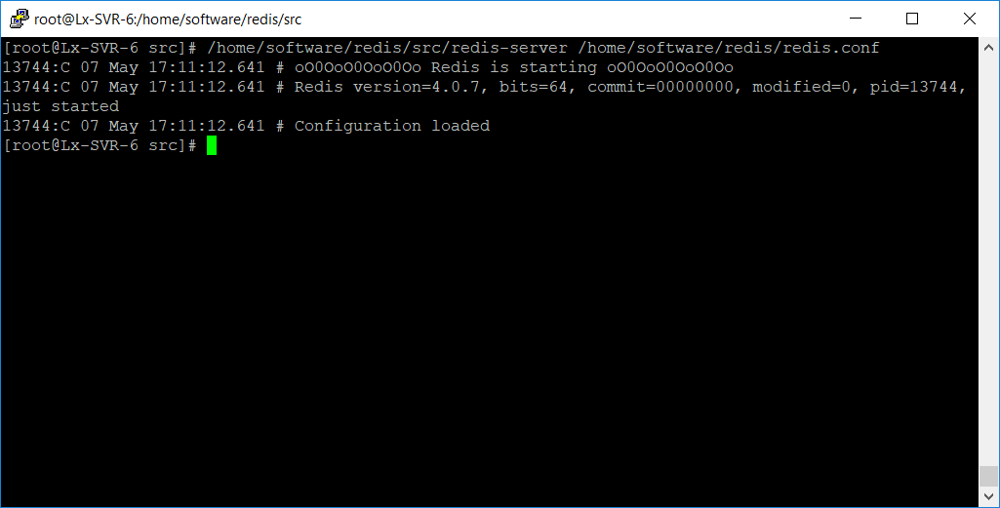 root@Lx-SVR-6:/home/software/redis/src
[root@Lx-SVR-6 src]# /home/software/redis/src/redis-server /home/software/redis/redis.conf
13744:C 07 May 17:11:12.641 # oO0OoO0OoO0Oo Redis is starting oO0OoO0OoO0Oo
13744:C 07 May 17:11:12.641 # Redis version=4.0.7, bits=64, commit=00000000, modified=0, pid=13744,
just started
13744:C 07 May 17:11:12.641 # Configuration loaded
[root@Lx-SVR-6 src]#